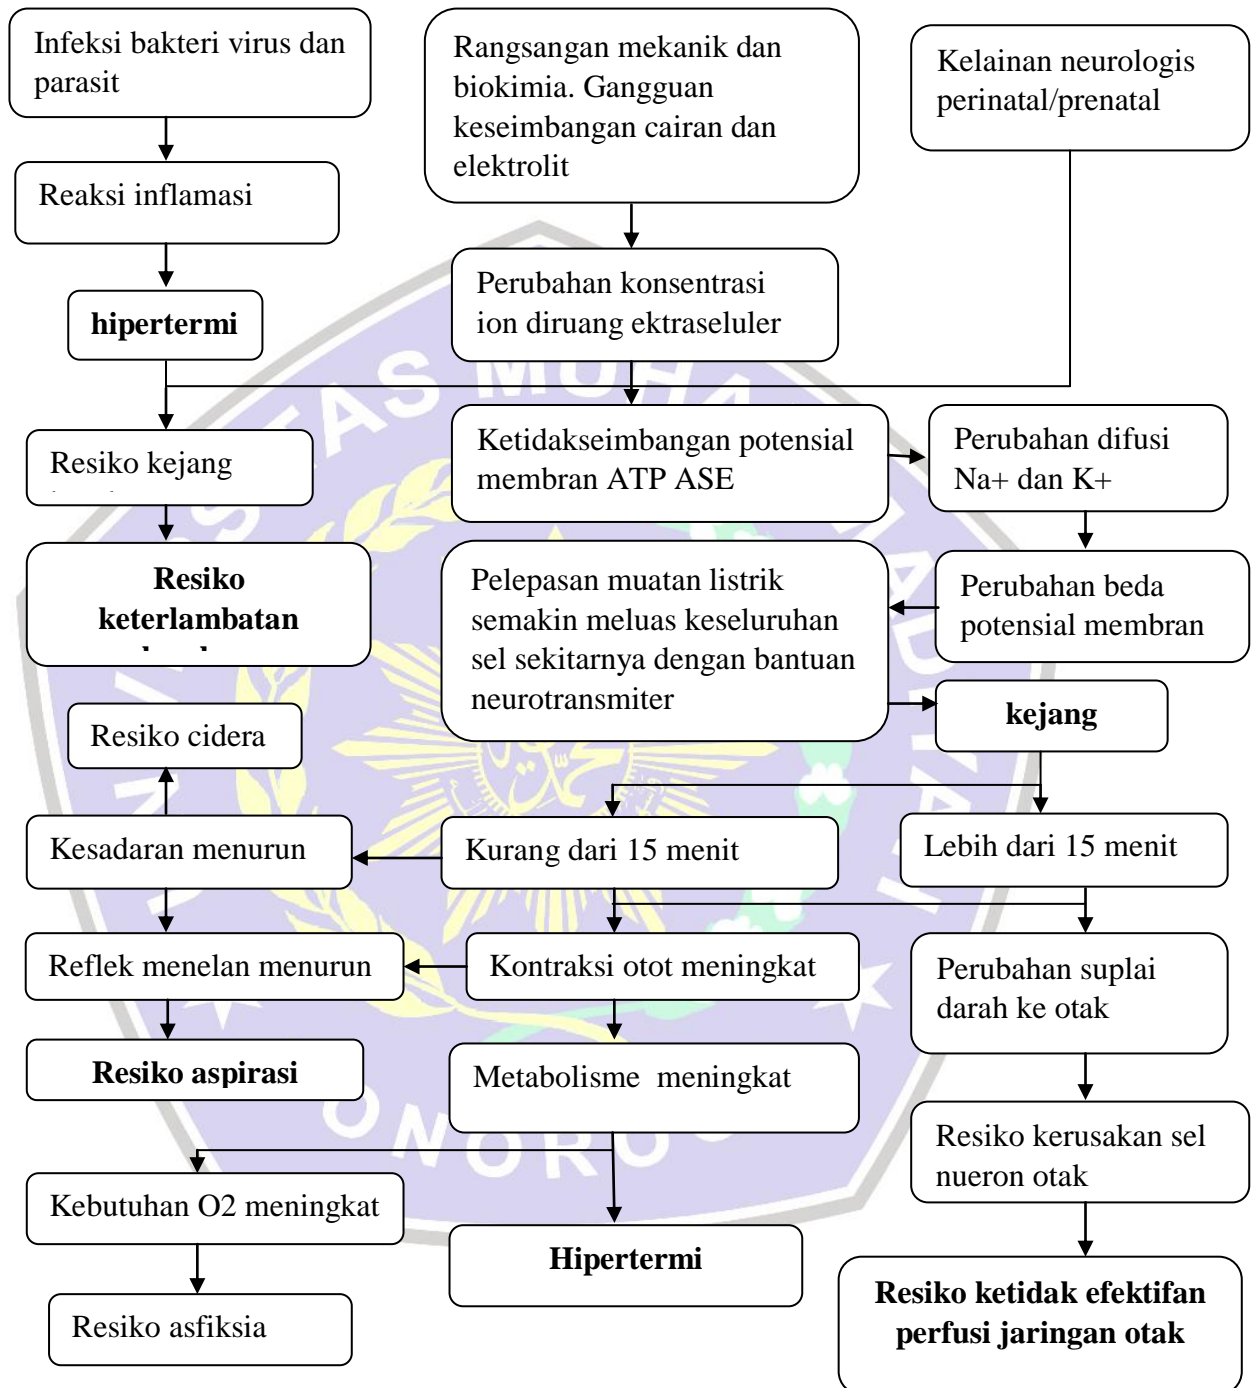 Infeksi bakteri virus dan
parasit
Rangsangan mekanik dan
biokimia. Gangguan
keseimbangan cairan dan
elektrolit
Kelainan neurologis
perinatal/prenatal
Reaksi inflamasi
Perubahan konsentrasi
ion diruang ektraseluler
hipertermi
Resiko kejang
Ketidakseimbangan potensial
membran ATP ASE
Perubahan difusi
Na+ dan K+
Resiko
keterlambatan
Pelepasan muatan listrik
semakin meluas keseluruhan
sel sekitarnya dengan bantuan
neurotransmiter
Perubahan beda
potensial membran
kejang
Resiko cidera
Kesadaran menurun
Kurang dari 15 menit
Lebih dari 15 menit
Reflek menelan menurun
Kontraksi otot meningkat
Perubahan suplai
darah ke otak
Resiko aspirasi
Metabolisme meningkat
Resiko kerusakan sel
nueron otak
Kebutuhan O2 meningkat
Hipertermi
Resiko ketidak efektifan
perfusi jaringan otak
Resiko asfiksia